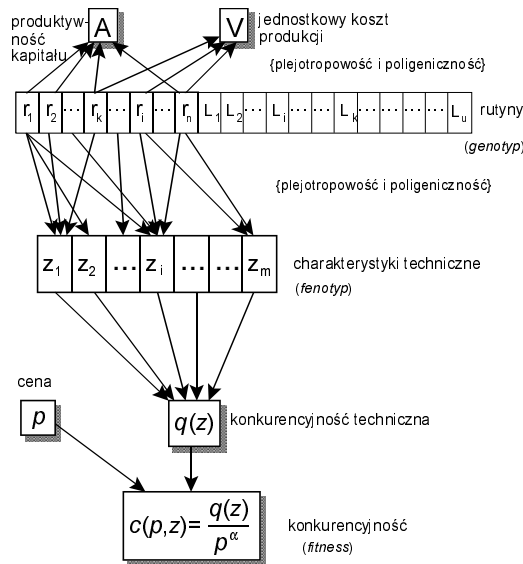 produktyw-
ność
kapitału
A
V
jednostkowy koszt
produkcji
{plejotropowość i poligeniczność}
r1 r2 ... rk ... ri ... rn L1 L2 ... Li ... Lk ... Lu
rutyny
(genotyp)
{plejotropowość i poligeniczność}
z1 z2 ... zi ... zm
charakterystyki techniczne
(fenotyp)
cena
p
q(z)
konkurencyjność techniczna
c(p,z)= q(z)
p^α
konkurencyjność
(fitness)